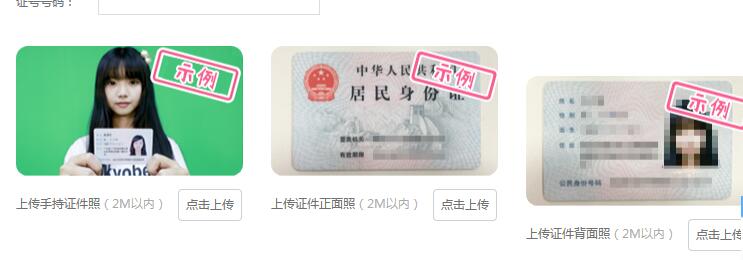 证号号码：
示例
kyobe
上传手持证件照（2M以内）
点击上传
中华人民共和国
居民身份证
签发机关
有效期限
示例
上传证件正面照（2M以内）
点击上传
姓名
性别
出生
住址
公民身份号码
示例
上传证件背面照（2M以内）
点击上传